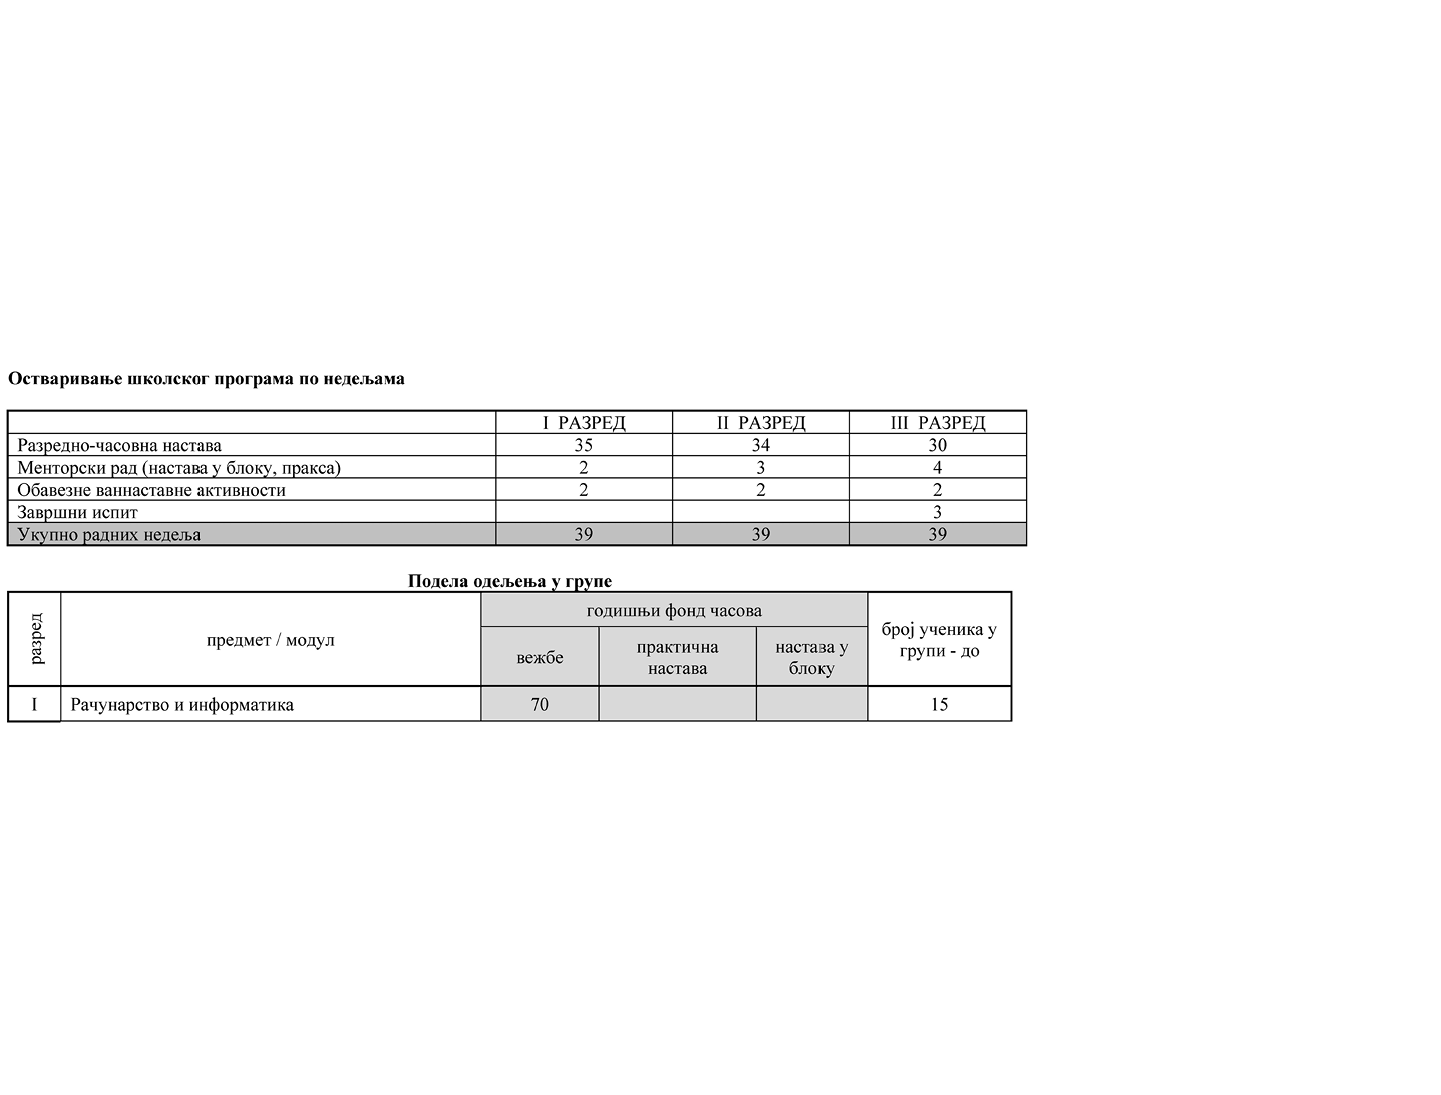 Остваривање школског програма по недељама
I РАЗРЕД II РАЗРЕД III РАЗРЕД
Разредно-часовна настава 35 34 30
Менторски рад (настава у блоку, пракса) 2 3 4
Обавезне ваннаставне активности 2 2 2
Завршни испит 3
Укупно радних недеља 39 39 39
Подела одељења у групе
разред
предмет / модул
годишњи фонд часова
вежбе
практична
настава
настава у
блоку
број ученика у
групи - до
I Рачунарство и информатика 70 15